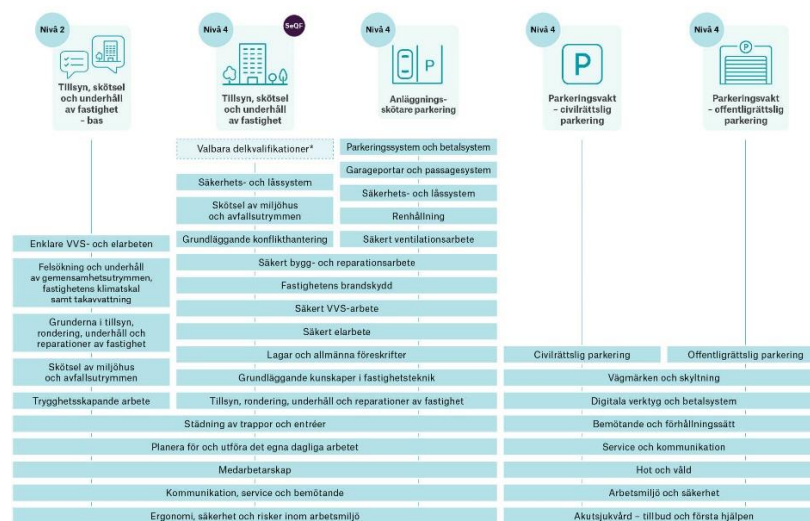 Nivå 2
Tillsyn, skötsel
och underhåll
av fastighet
– bas
Nivå 4
SeQF
Tillsyn, skötsel
och underhåll
av fastighet
Nivå 4
P
Anläggnings-
skötare parkering
Nivå 4
P
Parkeringsvakt
– civilrättslig
parkering
Nivå 4
P
Parkeringsvakt
– offentligrättslig
parkering
Valbara delkvalifikationer*
Parkeringssystem och betalsystem
Garageportar och passagesystem
Säkerhets- och låssystem
Säkerhets- och låssystem
Skötsel av miljöhus
och avfallsutrymmen
Renhållning
Enklare VVS- och elarbeten
Grundläggande konflikthantering
Säkert ventilationsarbete
Felsökning och underhåll
av gemensamhetsutrymmen,
fastighetens klimatskal
samt takavvattning
Säkert bygg- och reparationsarbete
Fastighetens brandskydd
Säkert VVS-arbete
Grunderna i tillsyn,
rondering, underhåll och
reparationer av fastighet
Säkert elarbete
Lagar och allmänna föreskrifter
Civilrättslig parkering
Offentligrättslig parkering
Skötsel av miljöhus
och avfallsutrymmen
Grundläggande kunskaper i fastighetsteknik
Vägmärken och skyltning
Trygghetsskapande arbete
Tillsyn, rondering, underhåll och reparationer av fastighet
Digitala verktyg och betalsystem
Städning av trappor och entréer
Bemötande och förhållningssätt
Planera för och utföra det egna dagliga arbetet
Service och kommunikation
Medarbetarskap
Hot och våld
Kommunikation, service och bemötande
Arbetsmiljö och säkerhet
Ergonomi, säkerhet och risker inom arbetsmiljö
Akutsjukvård – tillbud och första hjälpen